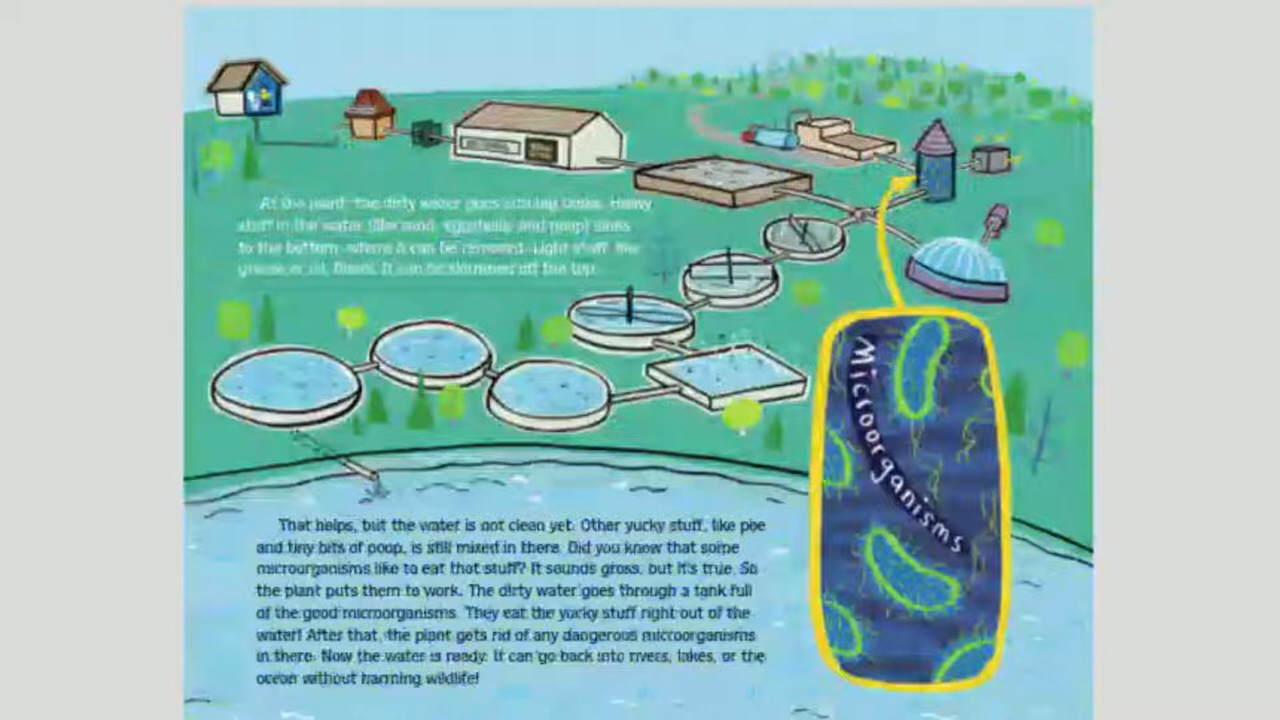 At the plant, the dirty water goes into big tanks. Heavy
stuff in the water (like sand, eggshells, and poop) sinks
to the bottom, where it can be removed. Light stuff, like
grease or oil, floats. It can be skimmed off the top.
Microorganisms
That helps, but the water is not clean yet. Other yucky stuff, like pee
and tiny bits of poop, is still mixed in there. Did you know that some
microorganisms like to eat that stuff? It sounds gross, but it's true. So
the plant puts them to work. The dirty water goes through a tank full
of the good microorganisms. They eat the yucky stuff right out of the
water! After that, the plant gets rid of any dangerous microorganisms
in there. Now the water is ready. It can go back into rivers, lakes, or the
ocean without harming wildlife!